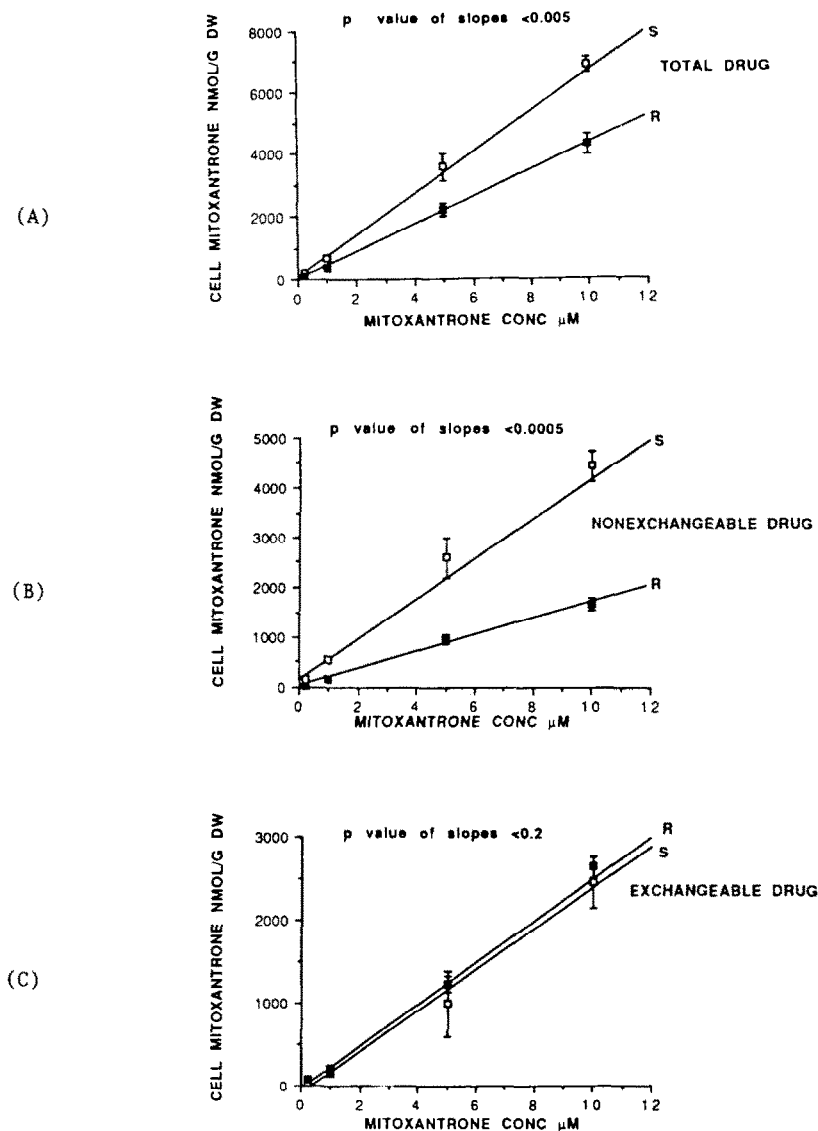 (A)
p value of slopes <0.005
CELL MITOXANTRONE NMOL/G DW
8000
6000
4000
2000
0
S
TOTAL DRUG
R
0 2 4 6 8 10 12
MITOXANTRONE CONC µM
(B)
p value of slopes <0.0005
CELL MITOXANTRONE NMOL/G DW
5000
4000
3000
2000
1000
0
S
NONEXCHANGEABLE DRUG
R
0 2 4 6 8 10 12
MITOXANTRONE CONC µM
(C)
p value of slopes <0.2
CELL MITOXANTRONE NMOL/G DW
3000
2000
1000
0
R
S
EXCHANGEABLE DRUG
0 2 4 6 8 10 12
MITOXANTRONE CONC µM